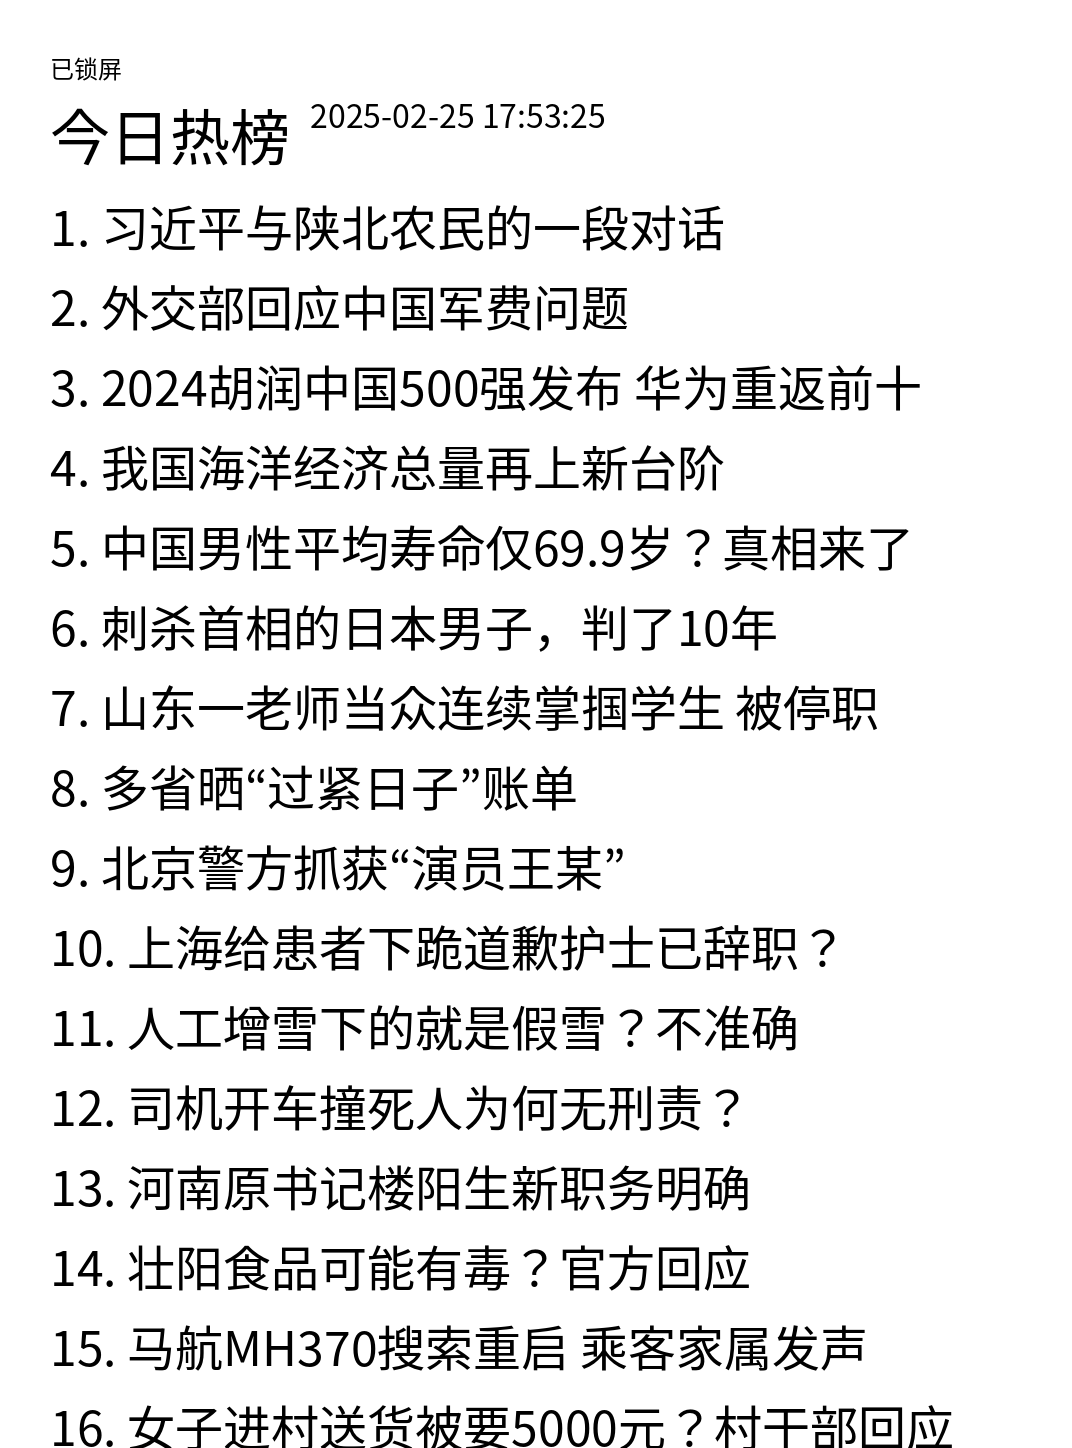 已锁屏
今日热榜 2025-02-25 17:53:25
1. 习近平与陕北农民的一段对话
2. 外交部回应中国军费问题
3. 2024胡润中国500强发布 华为重返前十
4. 我国海洋经济总量再上新台阶
5. 中国男性平均寿命仅69.9岁？真相来了
6. 刺杀首相的日本男子，判了10年
7. 山东一老师当众连续掌掴学生 被停职
8. 多省晒“过紧日子”账单
9. 北京警方抓获“演员王某”
10. 上海给患者下跪道歉护士已辞职？
11. 人工增雪下的就是假雪？不准确
12. 司机开车撞死人为何无刑责？
13. 河南原书记楼阳生新职务明确
14. 壮阳食品可能有毒？官方回应
15. 马航MH370搜索重启 乘客家属发声
16. 女子进村送货被要5000元？村干部回应